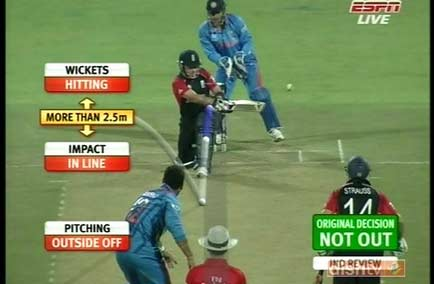 ESPN
LIVE
WICKETS
HITTING
MORE THAN 2.5m
IMPACT
IN LINE
PITCHING
OUTSIDE OFF
STRAUSS
14
ORIGINAL DECISION
NOT OUT
IND REVIEW
dishtv